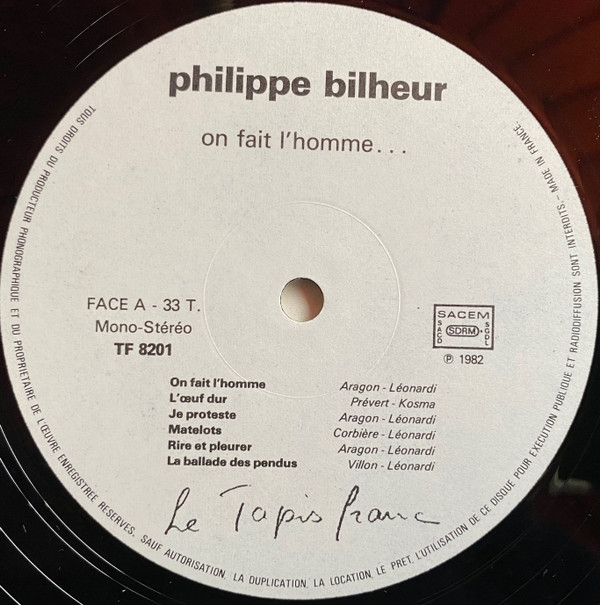 philippe bilheur
on fait l'homme...
FACE A - 33 T.
Mono-Stéréo
TF 8201
SACEM
SACD
SDRM
SGDL
℗ 1982
On fait l'homme Aragon - Léonardi
L'œuf dur Prévert - Kosma
Je proteste Aragon - Léonardi
Matelots Corbière - Léonardi
Rire et pleurer Aragon - Léonardi
La ballade des pendus Villon - Léonardi
Le Tapis franc
TOUS DROITS DU PRODUCTEUR PHONOGRAPHIQUE ET DU PROPRIETAIRE DE L'ŒUVRE ENREGISTREE RESERVES. SAUF AUTORISATION, LA DUPLICATION, LA LOCATION, LE PRET, L'UTILISATION DE CE DISQUE POUR EXECUTION PUBLIQUE ET RADIODIFFUSION SONT INTERDITS. - MADE IN FRANCE.